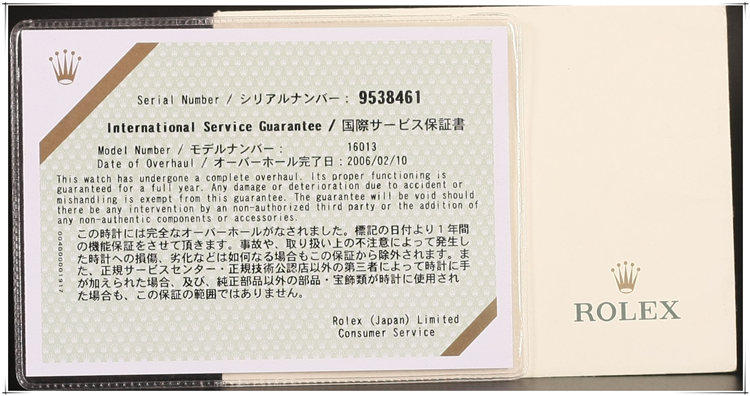 Serial Number / シリアルナンバー : 9538461
International Service Guarantee / 国際サービス保証書
Model Number / モデルナンバー : 16013
Date of Overhaul / オーバーホール完了日 : 2006/02/10
This watch has undergone a complete overhaul. Its proper functioning is
guaranteed for a full year. Any damage or deterioration due to accident or
mishandling is exempt from this guarantee. The guarantee will be void should
there be any intervention by an non-authorized third party or the addition of
any non-authentic components or accessories.
この時計には完全なオーバーホールがなされました。標記の日付より1年間
の機能保証をさせて頂きます。事故や、取り扱い上の不注意によって発生し
た時計への損傷、劣化などは如何なる場合もこの保証から除外されます。ま
た、正規サービスセンター・正規技術公認店以外の第三者によって時計に手
が加えられた場合、及び、純正部品以外の部品・宝飾類が時計に使用され
た場合も、この保証の範囲ではありません。
Rolex (Japan) Limited
Consumer Service
ROLEX